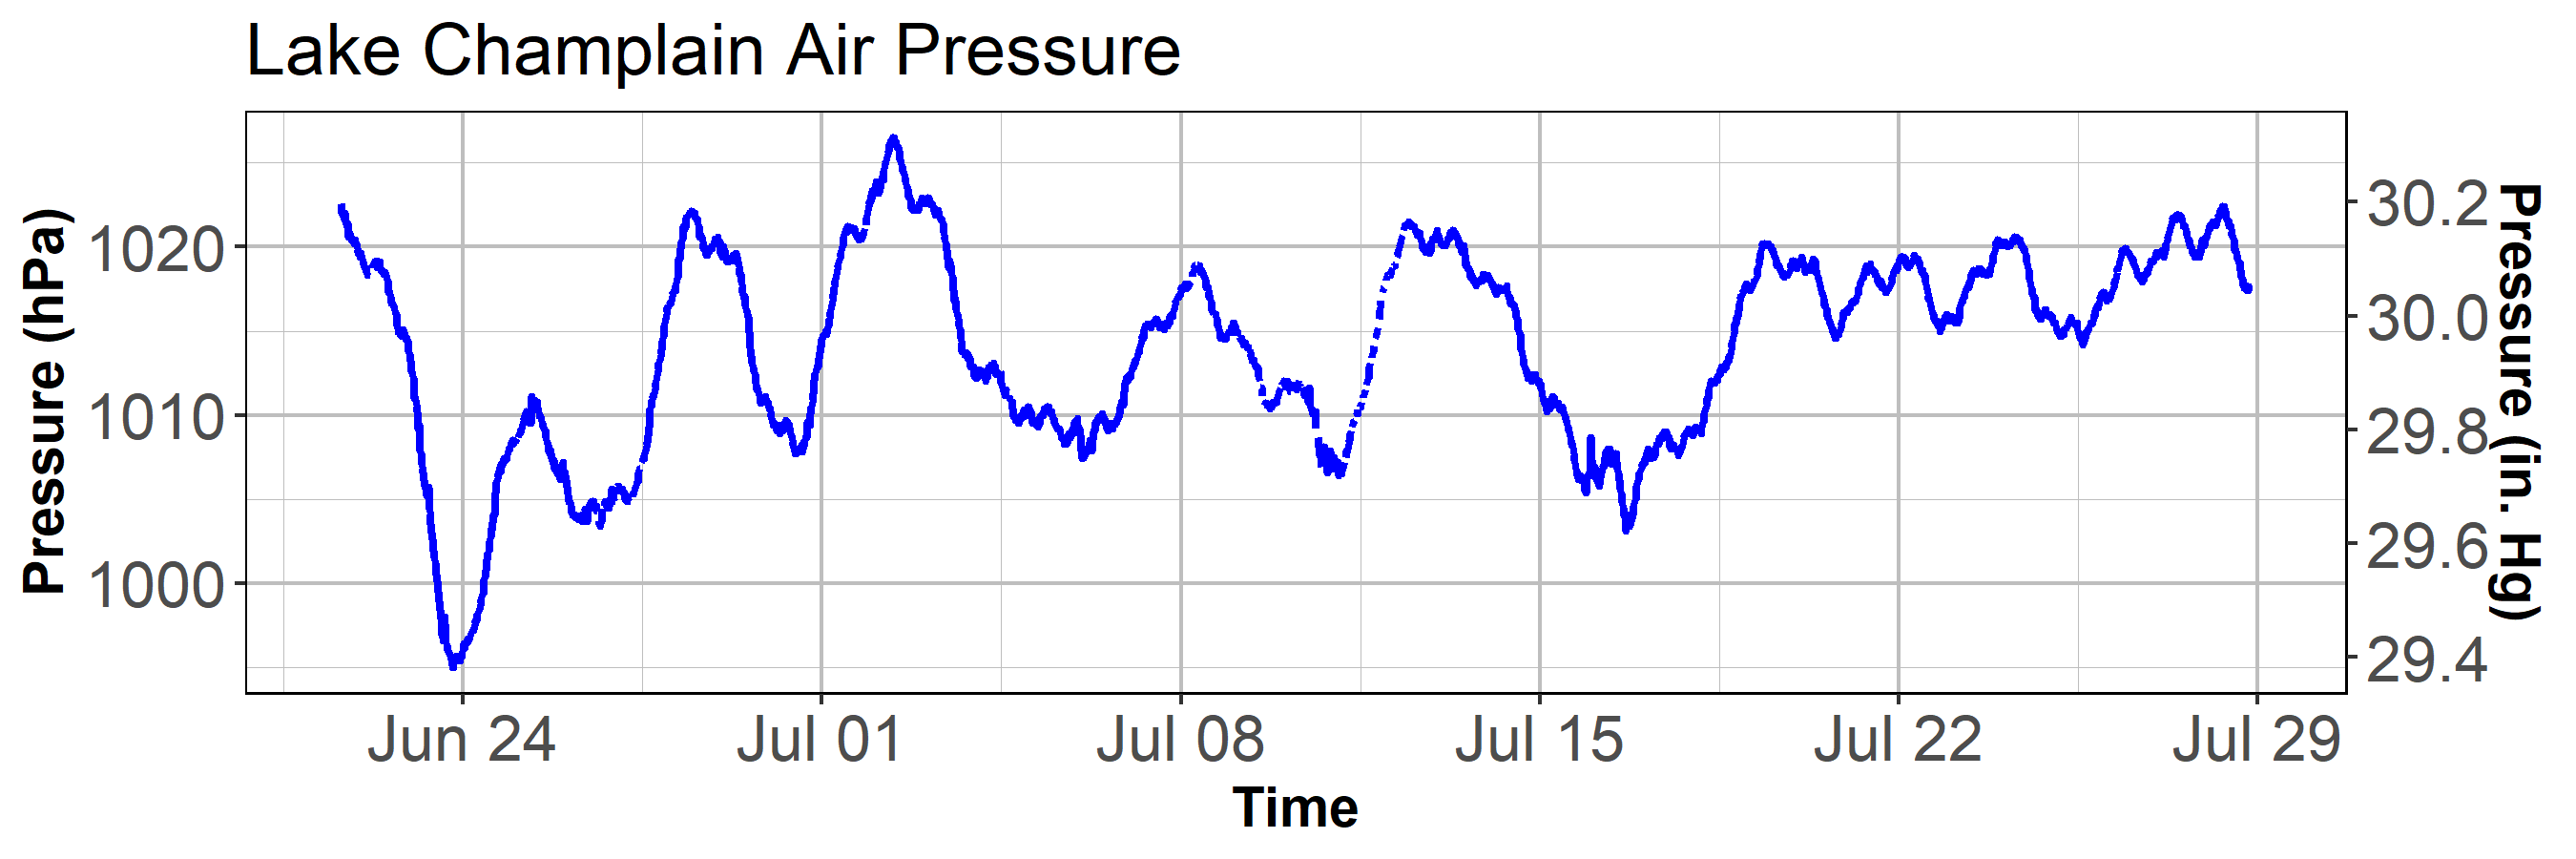 Lake Champlain Air Pressure
Pressure (hPa)
1020
1010
1000
30.2
30.0
29.8
29.6
29.4
Pressure (in. Hg)
Jun 24 Jul 01 Jul 08 Jul 15 Jul 22 Jul 29
Time